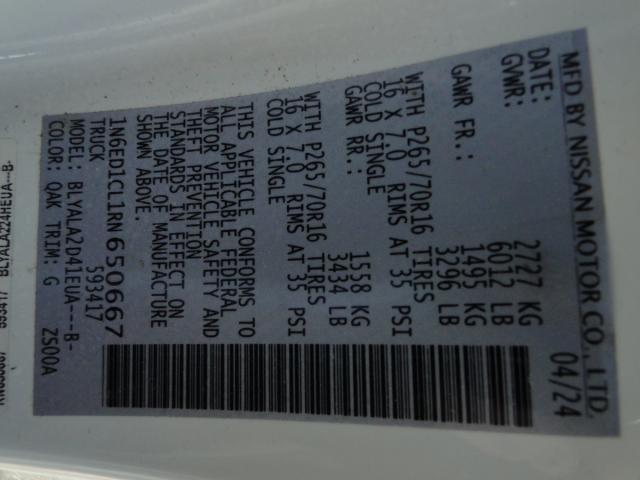 MFD BY NISSAN MOTOR CO., LTD.
DATE: 04/24
GVWR: 2727 KG
6012 LB
GAWR FR.: 1495 KG
3296 LB
WITH P265/70R16 TIRES
16 X 7.0 RIMS AT 35 PSI
COLD SINGLE
GAWR RR.: 1558 KG
3434 LB
WITH P265/70R16 TIRES
16 X 7.0 RIMS AT 35 PSI
COLD SINGLE
THIS VEHICLE CONFORMS TO
ALL APPLICABLE FEDERAL
MOTOR VEHICLE SAFETY AND
THEFT PREVENTION
STANDARDS IN EFFECT ON
THE DATE OF MANUFACTURE
SHOWN ABOVE.
1N6ED1CL1RN650667
TRUCK 593417
MODEL: BLYALA2D41EUA---B-
COLOR: QAK TRIM: G Z500A
593417 BLYALA224HEUA---B-